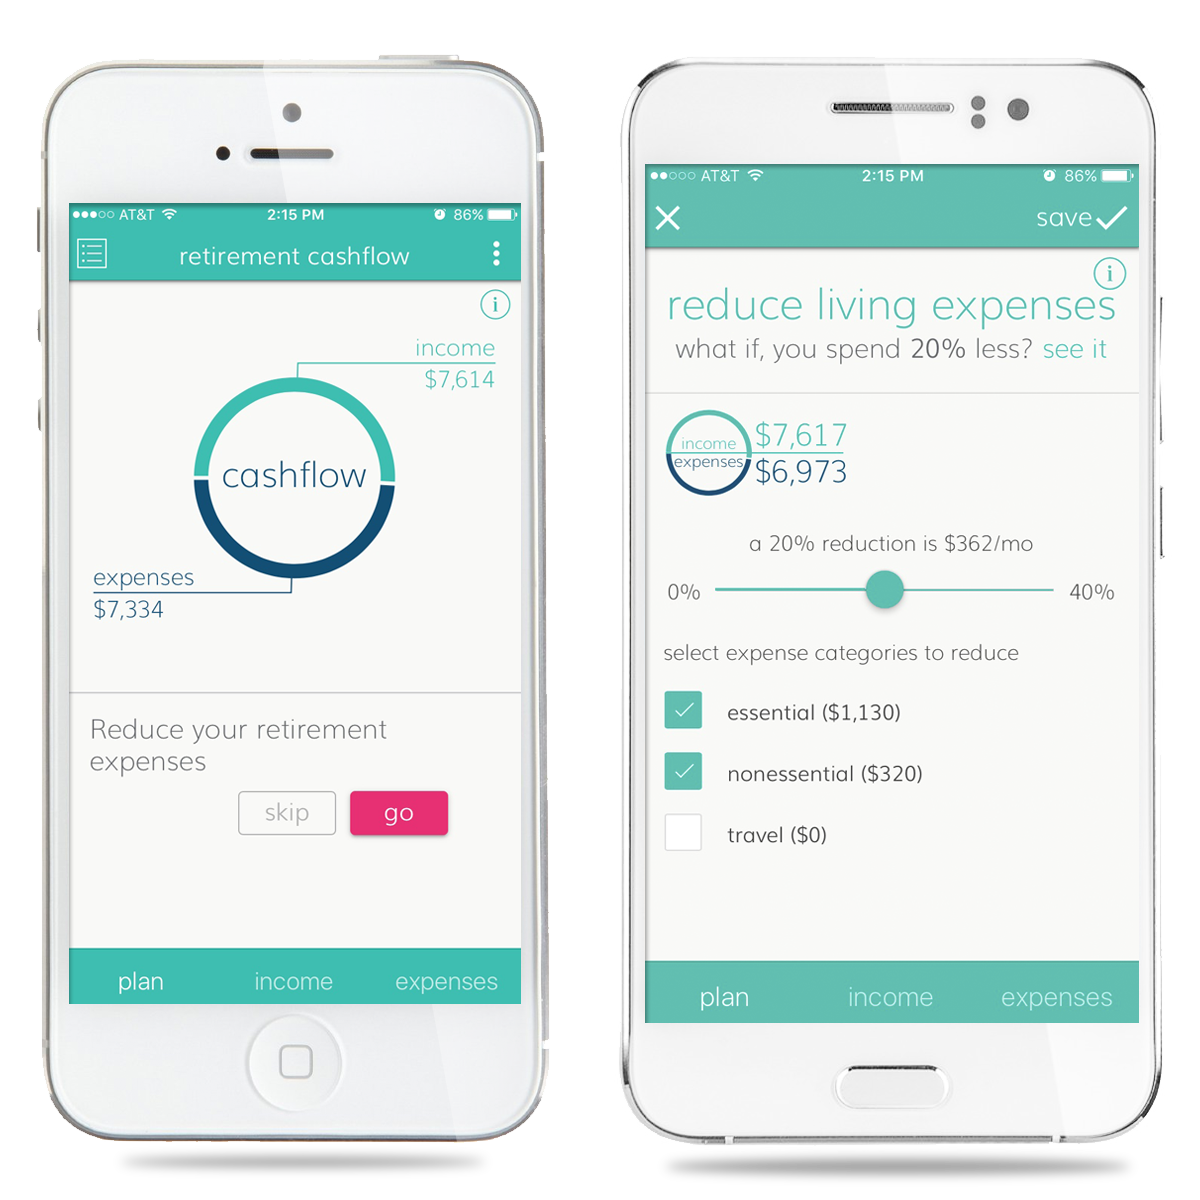 AT&T 2:15 PM 86%
retirement cashflow
i
income
$7,614
cashflow
expenses
$7,334
Reduce your retirement
expenses
skip go
plan income expenses
AT&T 2:15 PM 86%
save
i
reduce living expenses
what if, you spend 20% less? see it
income $7,617
expenses $6,973
a 20% reduction is $362/mo
0% 40%
select expense categories to reduce
essential ($1,130)
nonessential ($320)
travel ($0)
plan income expenses